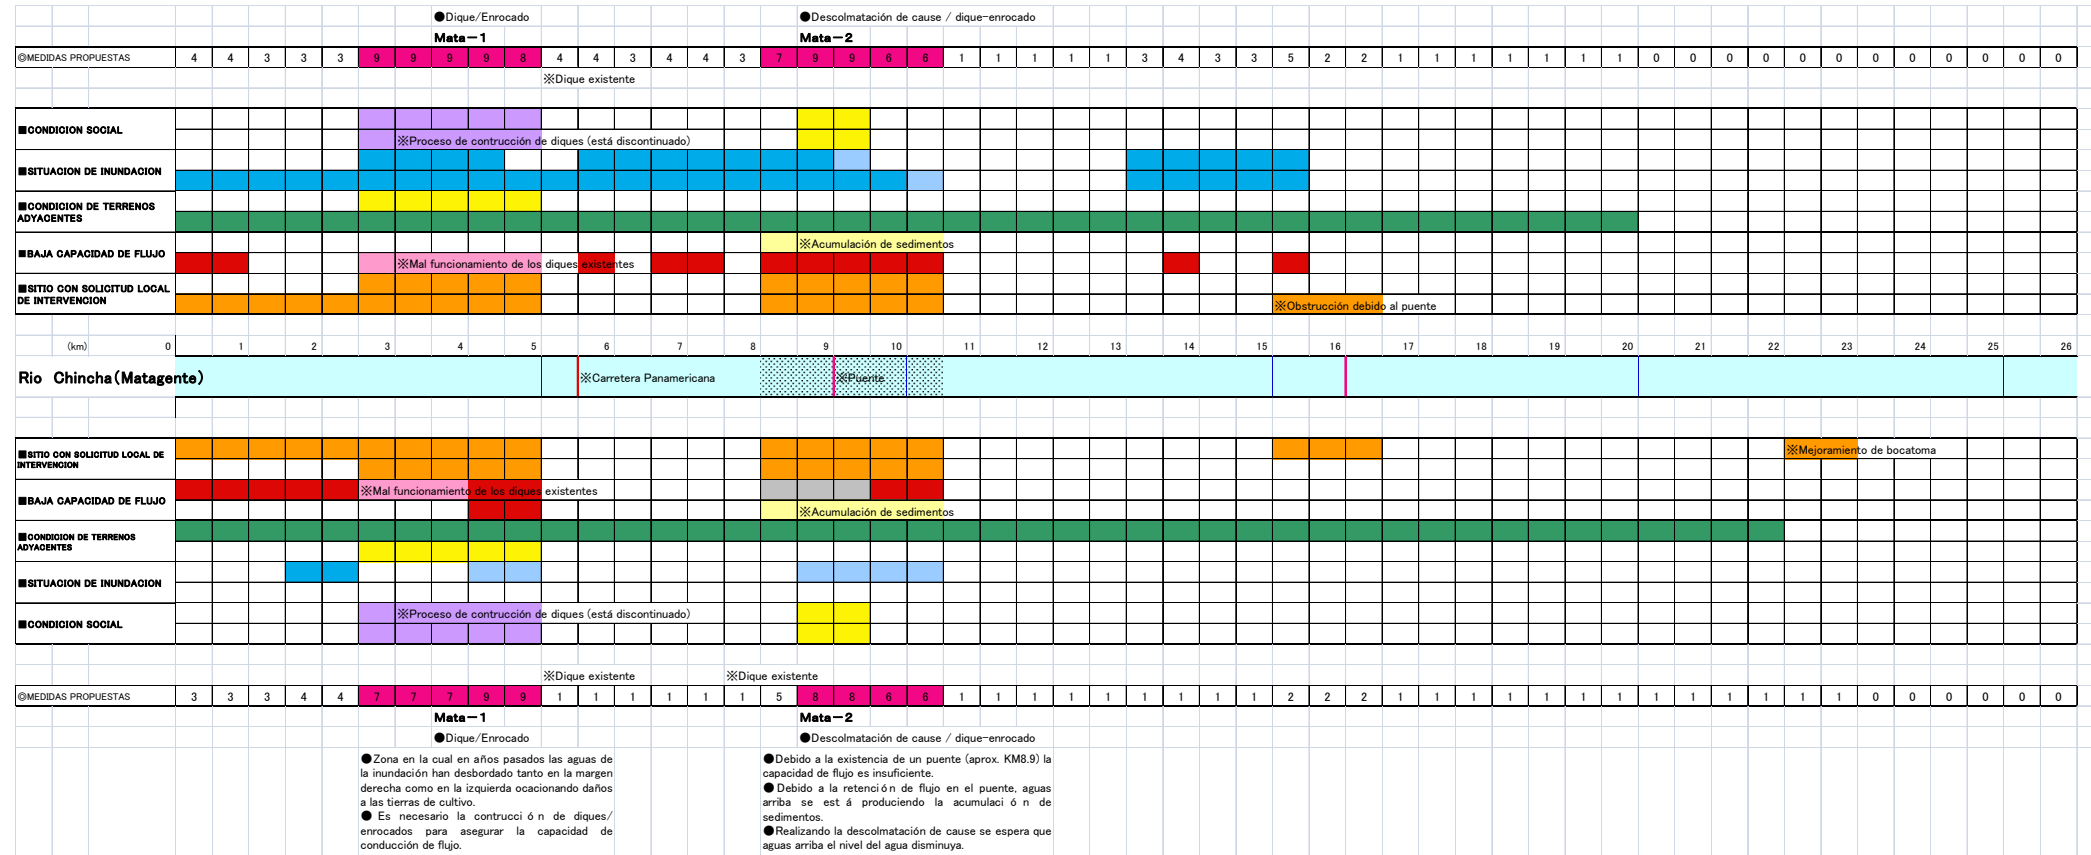 ●Dique/Enrocado ●Descolmatación de cause / dique-enrocado
Mata－1 Mata－2
◎MEDIDAS PROPUESTAS 4 4 3 3 3 9 9 9 9 8 4 4 3 4 4 3 7 9 9 6 6 1 1 1 1 1 3 4 3 3 5 2 2 1 1 1 1 1 1 1 0 0 0 0 0 0 0 0 0 0 0 0
※Dique existente
■CONDICION SOCIAL
※Proceso de contrucción de diques (está discontinuado)
■SITUACION DE INUNDACION
■CONDICION DE TERRENOS
ADYACENTES
■BAJA CAPACIDAD DE FLUJO
※Acumulación de sedimentos
※Mal funcionamiento de los diques existentes
■SITIO CON SOLICITUD LOCAL
DE INTERVENCION
※Obstrucción debido al puente
(km) 0 1 2 3 4 5 6 7 8 9 10 11 12 13 14 15 16 17 18 19 20 21 22 23 24 25 26
Rio Chincha(Matagente) ※Carretera Panamericana ※Puente
■SITIO CON SOLICITUD LOCAL DE
INTERVENCION
※Mejoramiento de bocatoma
■BAJA CAPACIDAD DE FLUJO
※Mal funcionamiento de los diques existentes
※Acumulación de sedimentos
■CONDICION DE TERRENOS
ADYACENTES
■SITUACION DE INUNDACION
■CONDICION SOCIAL
※Proceso de contrucción de diques (está discontinuado)
※Dique existente ※Dique existente
◎MEDIDAS PROPUESTAS 3 3 3 4 4 7 7 7 9 9 1 1 1 1 1 1 5 8 8 6 6 1 1 1 1 1 1 1 1 1 2 2 2 1 1 1 1 1 1 1 1 1 1 1 1 1 0 0 0 0 0 0
Mata－1 Mata－2
●Dique/Enrocado ●Descolmatación de cause / dique-enrocado
●Zona en la cual en años pasados las aguas de
la inundación han desbordado tanto en la margen
derecha como en la izquierda ocacionando daños
a las tierras de cultivo.
● Es necesario la contrucci ó n de diques/
enrocados para asegurar la capacidad de
conducción de flujo.
●Debido a la existencia de un puente (aprox. KM8.9) la
capacidad de flujo es insuficiente.
● Debido a la retención de flujo en el puente, aguas
arriba se est á produciendo la acumulaci ó n de
sedimentos.
●Realizando la descolmatación de cause se espera que
aguas arriba el nivel del agua disminuya.